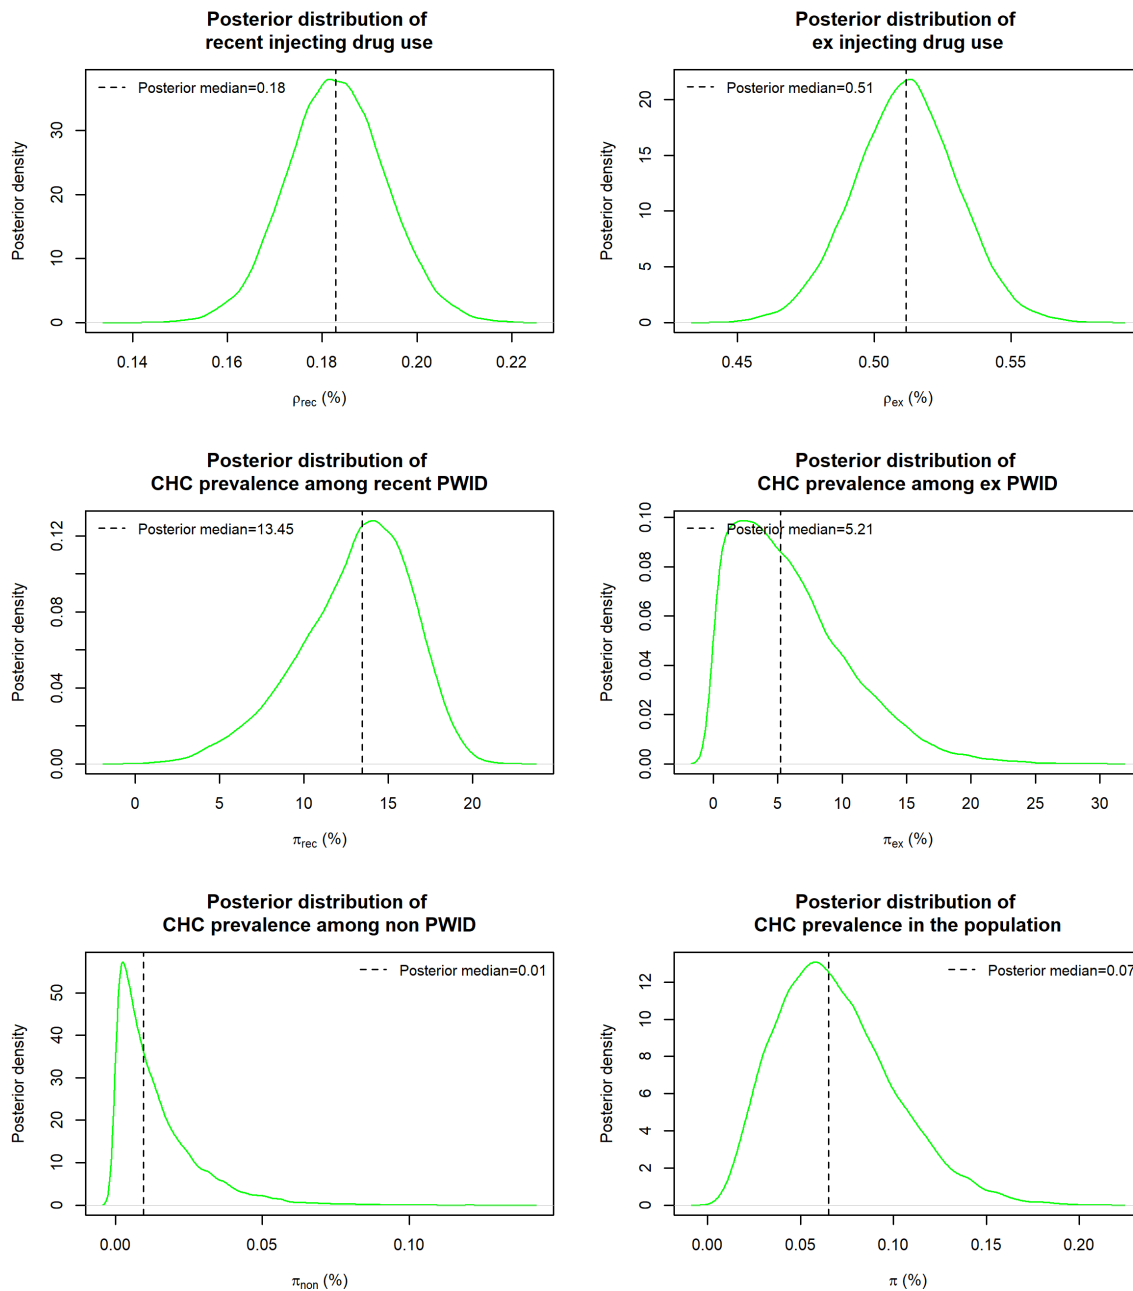 Posterior distribution of
recent injecting drug use
Posterior median=0.18
Posterior density
0
10
20
30
0.14
0.16
0.18
0.20
0.22
ρrec (%)
Posterior distribution of
ex injecting drug use
Posterior median=0.51
Posterior density
0
5
10
15
20
0.45
0.50
0.55
ρex (%)
Posterior distribution of
CHC prevalence among recent PWID
Posterior median=13.45
Posterior density
0.00
0.04
0.08
0.12
0
5
10
15
20
πrec (%)
Posterior distribution of
CHC prevalence among ex PWID
Posterior median=5.21
Posterior density
0.00
0.02
0.04
0.06
0.08
0.10
0
5
10
15
20
25
30
πex (%)
Posterior distribution of
CHC prevalence among non PWID
Posterior median=0.01
Posterior density
0
10
20
30
40
50
0.00
0.05
0.10
πnon (%)
Posterior distribution of
CHC prevalence in the population
Posterior median=0.07
Posterior density
0
2
4
6
8
10
12
0.00
0.05
0.10
0.15
0.20
π (%)